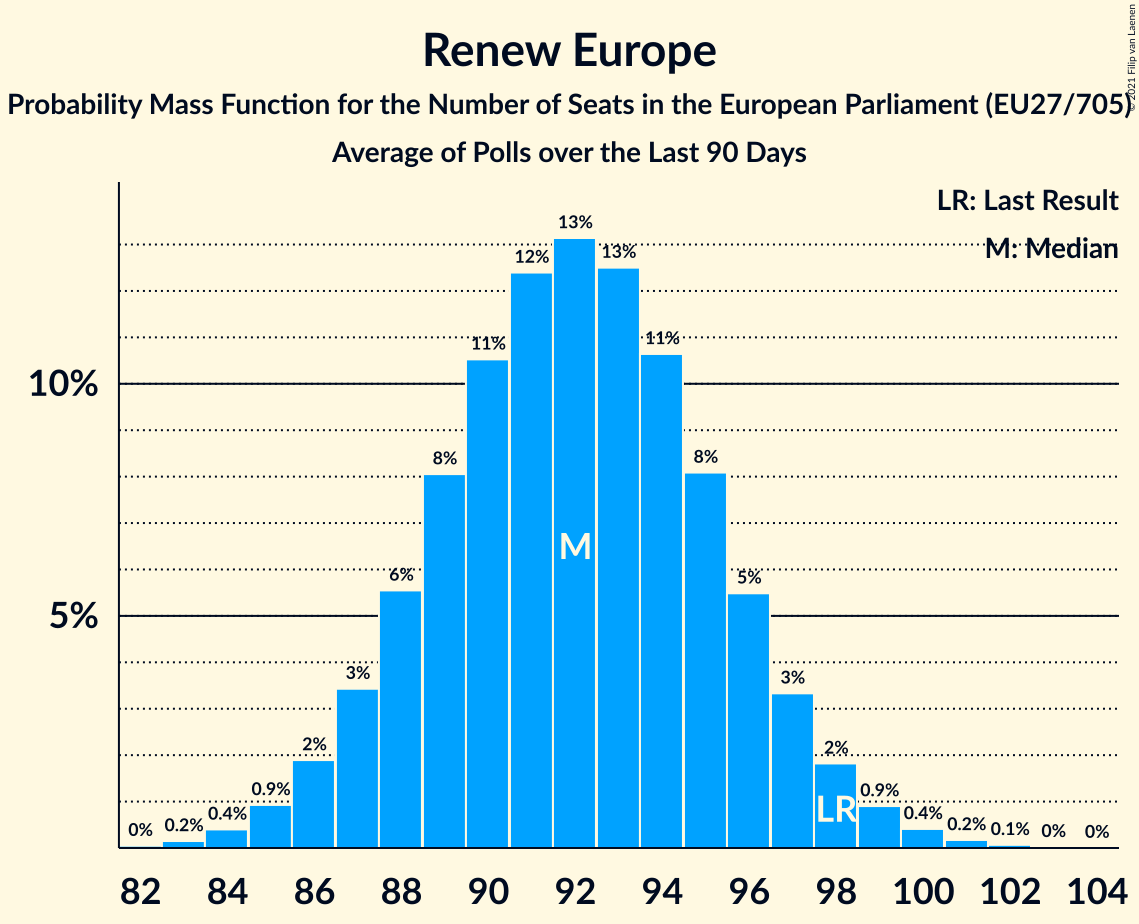 Renew Europe
Probability Mass Function for the Number of Seats in the European Parliament (EU27/705)
Average of Polls over the Last 90 Days
© 2021 Filip van Laenen
LR: Last Result
M: Median
10%
5%
0%
0.2%
0.4%
0.9%
2%
3%
6%
8%
11%
12%
13%
13%
11%
8%
5%
3%
2%
0.9%
0.4%
0.2%
0.1%
0%
0%
M
LR
82 84 86 88 90 92 94 96 98 100 102 104